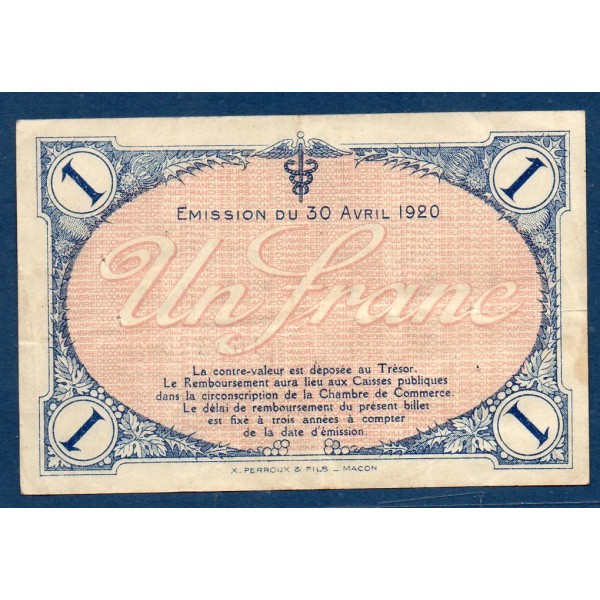 1 1
EMISSION DU 30 AVRIL 1920
Un franc
La contre-valeur est déposée au Trèsor.
Le Remboursement aura lieu aux Caisses publiques
dans la circonscription de la Chambre de Commerce.
Le délai de remboursement du présent billet
est fixé à trois années à compter
de la date d'émission.
1 1
X. PERROUX & FILS _ MACON